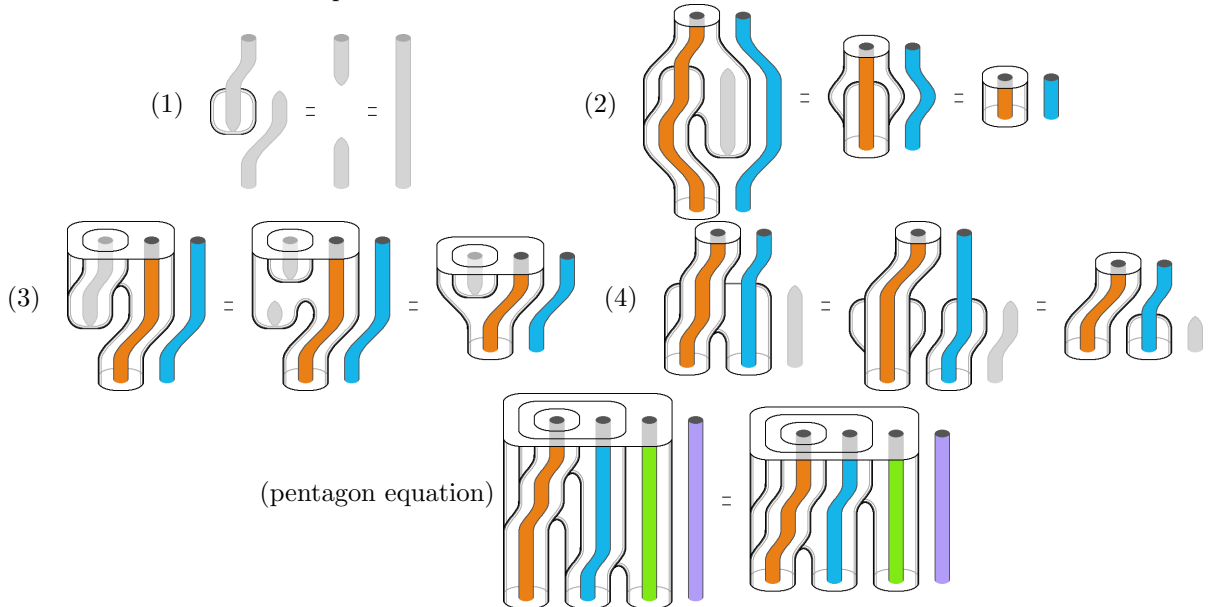 (1) = =
(2) = =
(3) = =
(4) = =
(pentagon equation) =